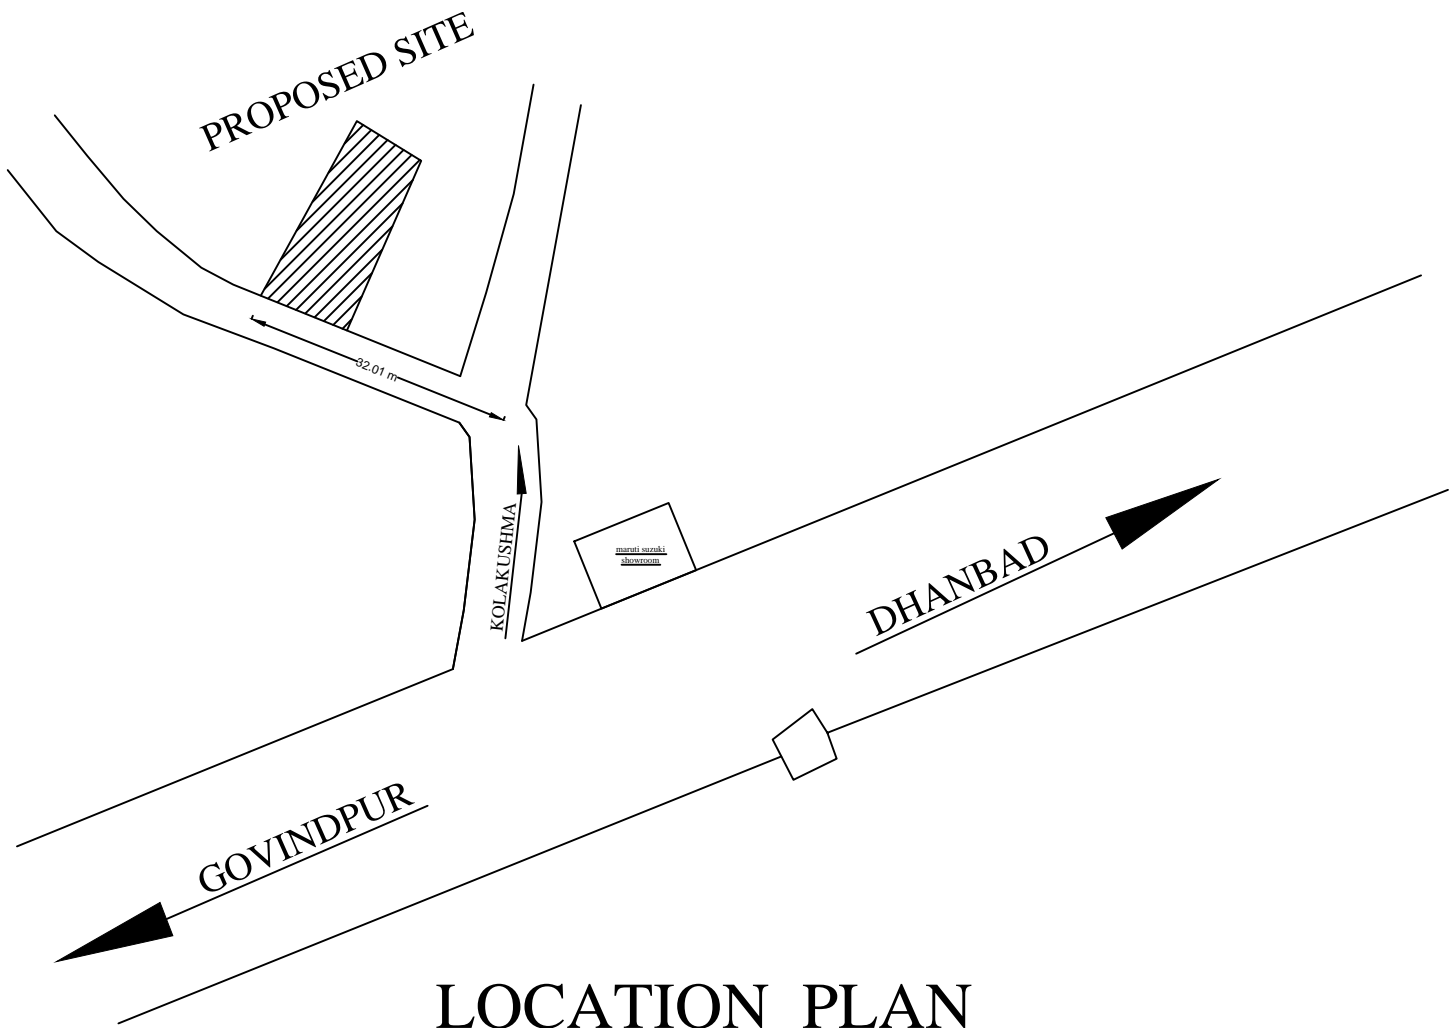 PROPOSED SITE
32.01 m
KOLAKUSHMA
maruti suzuki
showroom
DHANBAD
GOVINDPUR
LOCATION PLAN